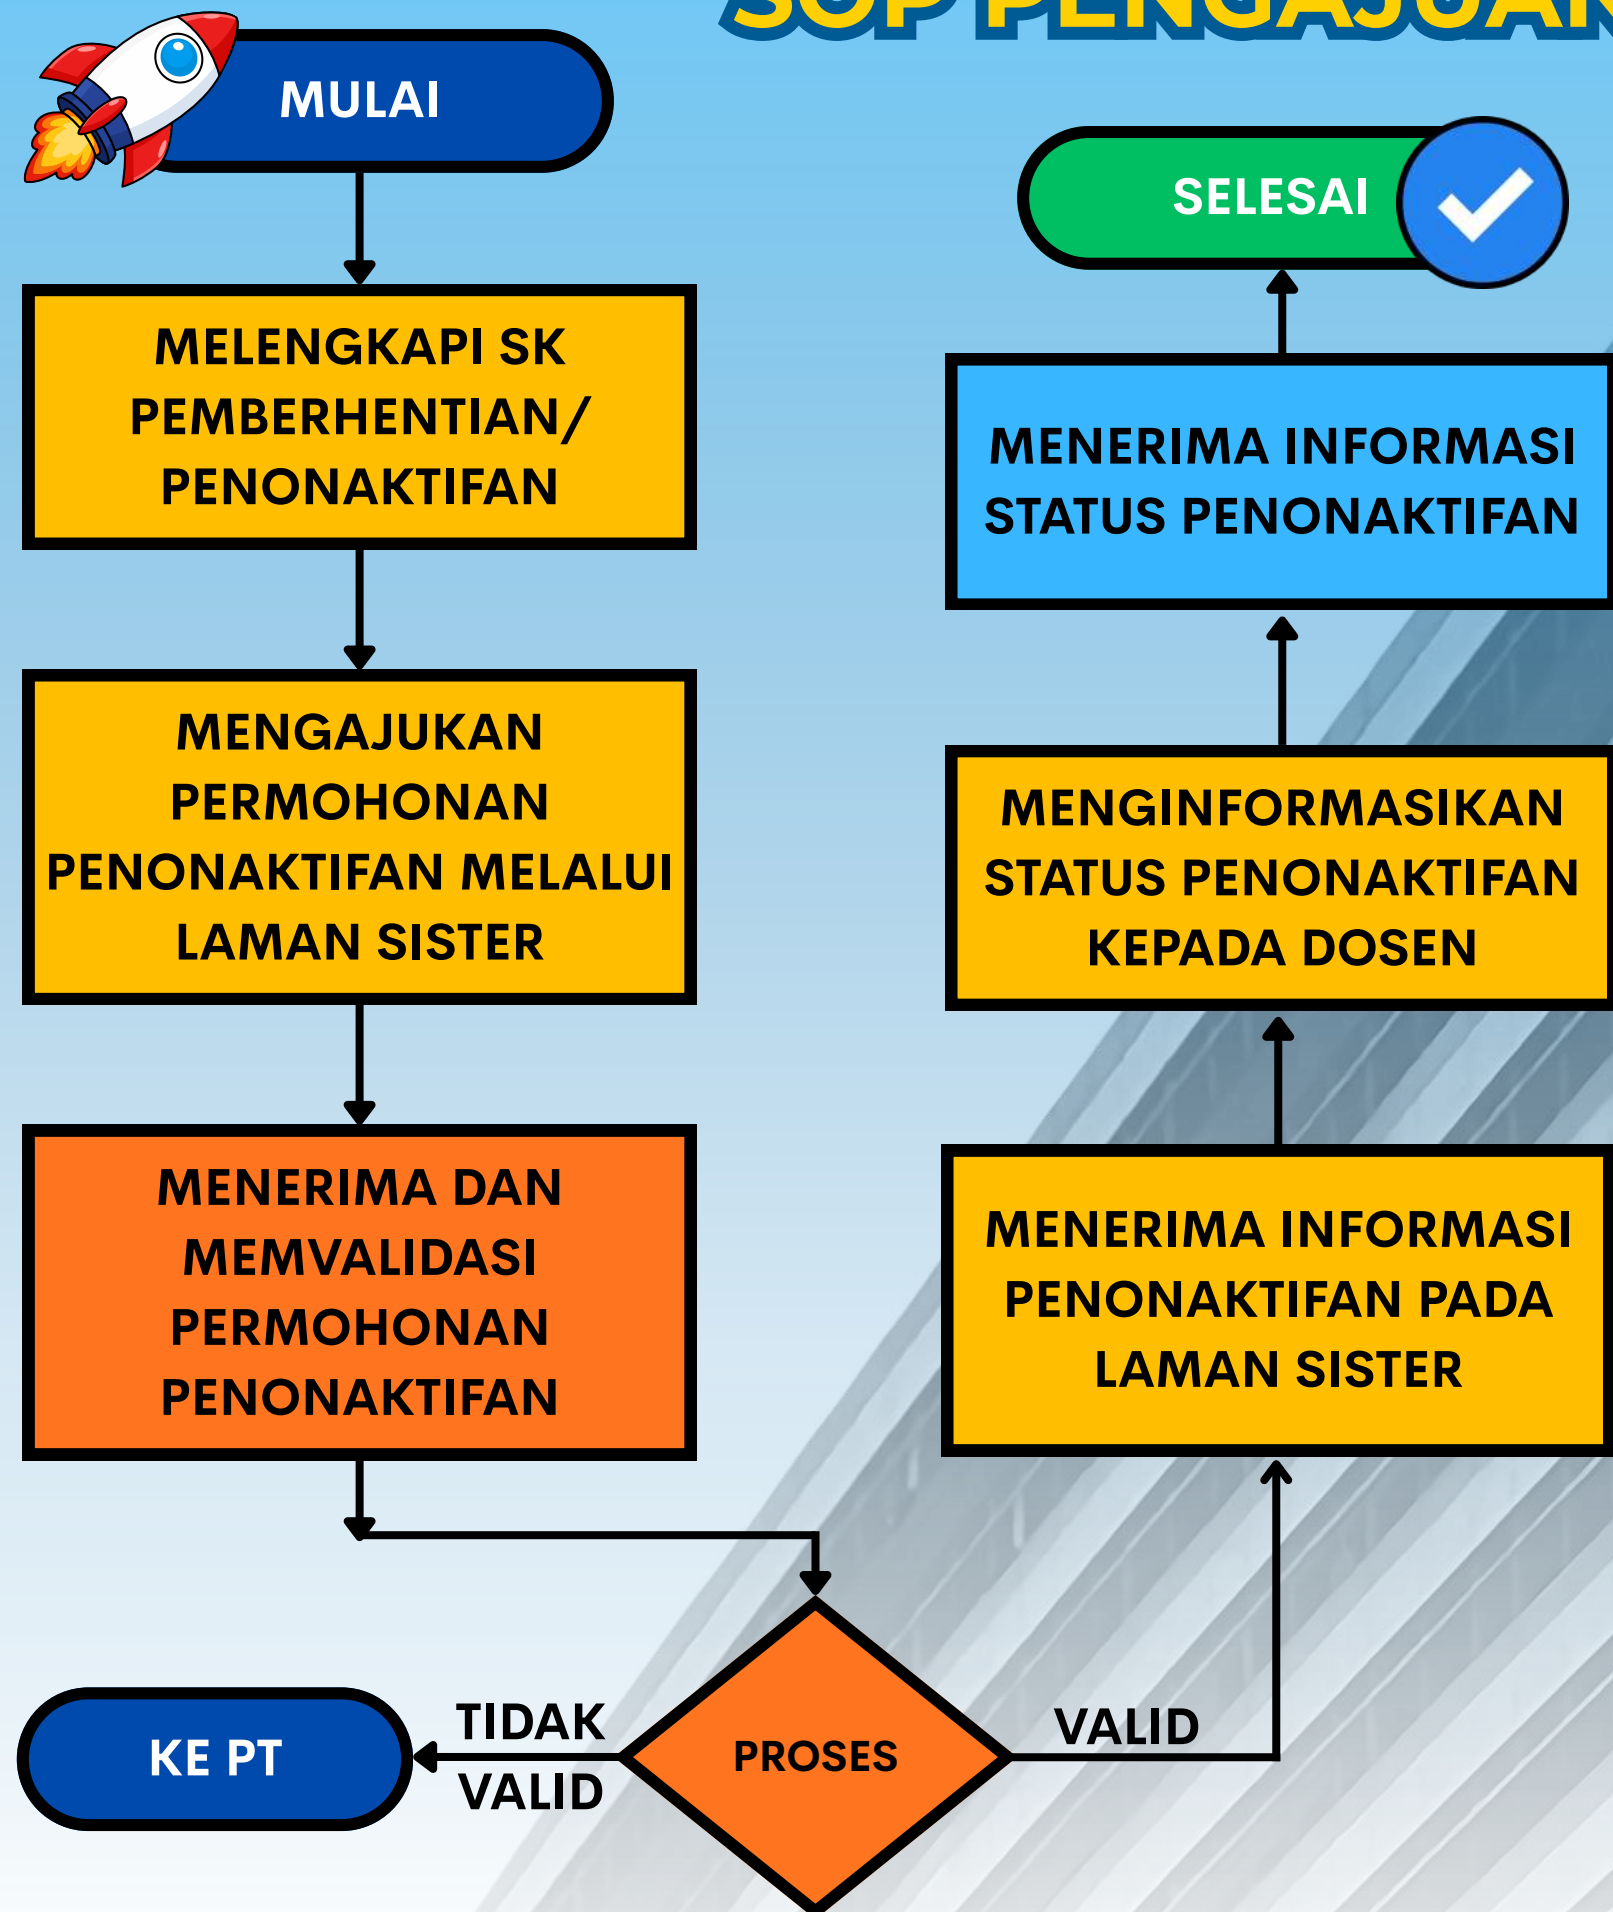 SOP PENGAJUAN
MULAI
MELENGKAPI SK
PEMBERHENTIAN/
PENONAKTIFAN
MENGAJUKAN
PERMOHONAN
PENONAKTIFAN MELALUI
LAMAN SISTER
MENERIMA DAN
MEMVALIDASI
PERMOHONAN
PENONAKTIFAN
PROSES
TIDAK
VALID
KE PT
VALID
MENERIMA INFORMASI
PENONAKTIFAN PADA
LAMAN SISTER
MENGINFORMASIKAN
STATUS PENONAKTIFAN
KEPADA DOSEN
MENERIMA INFORMASI
STATUS PENONAKTIFAN
SELESAI